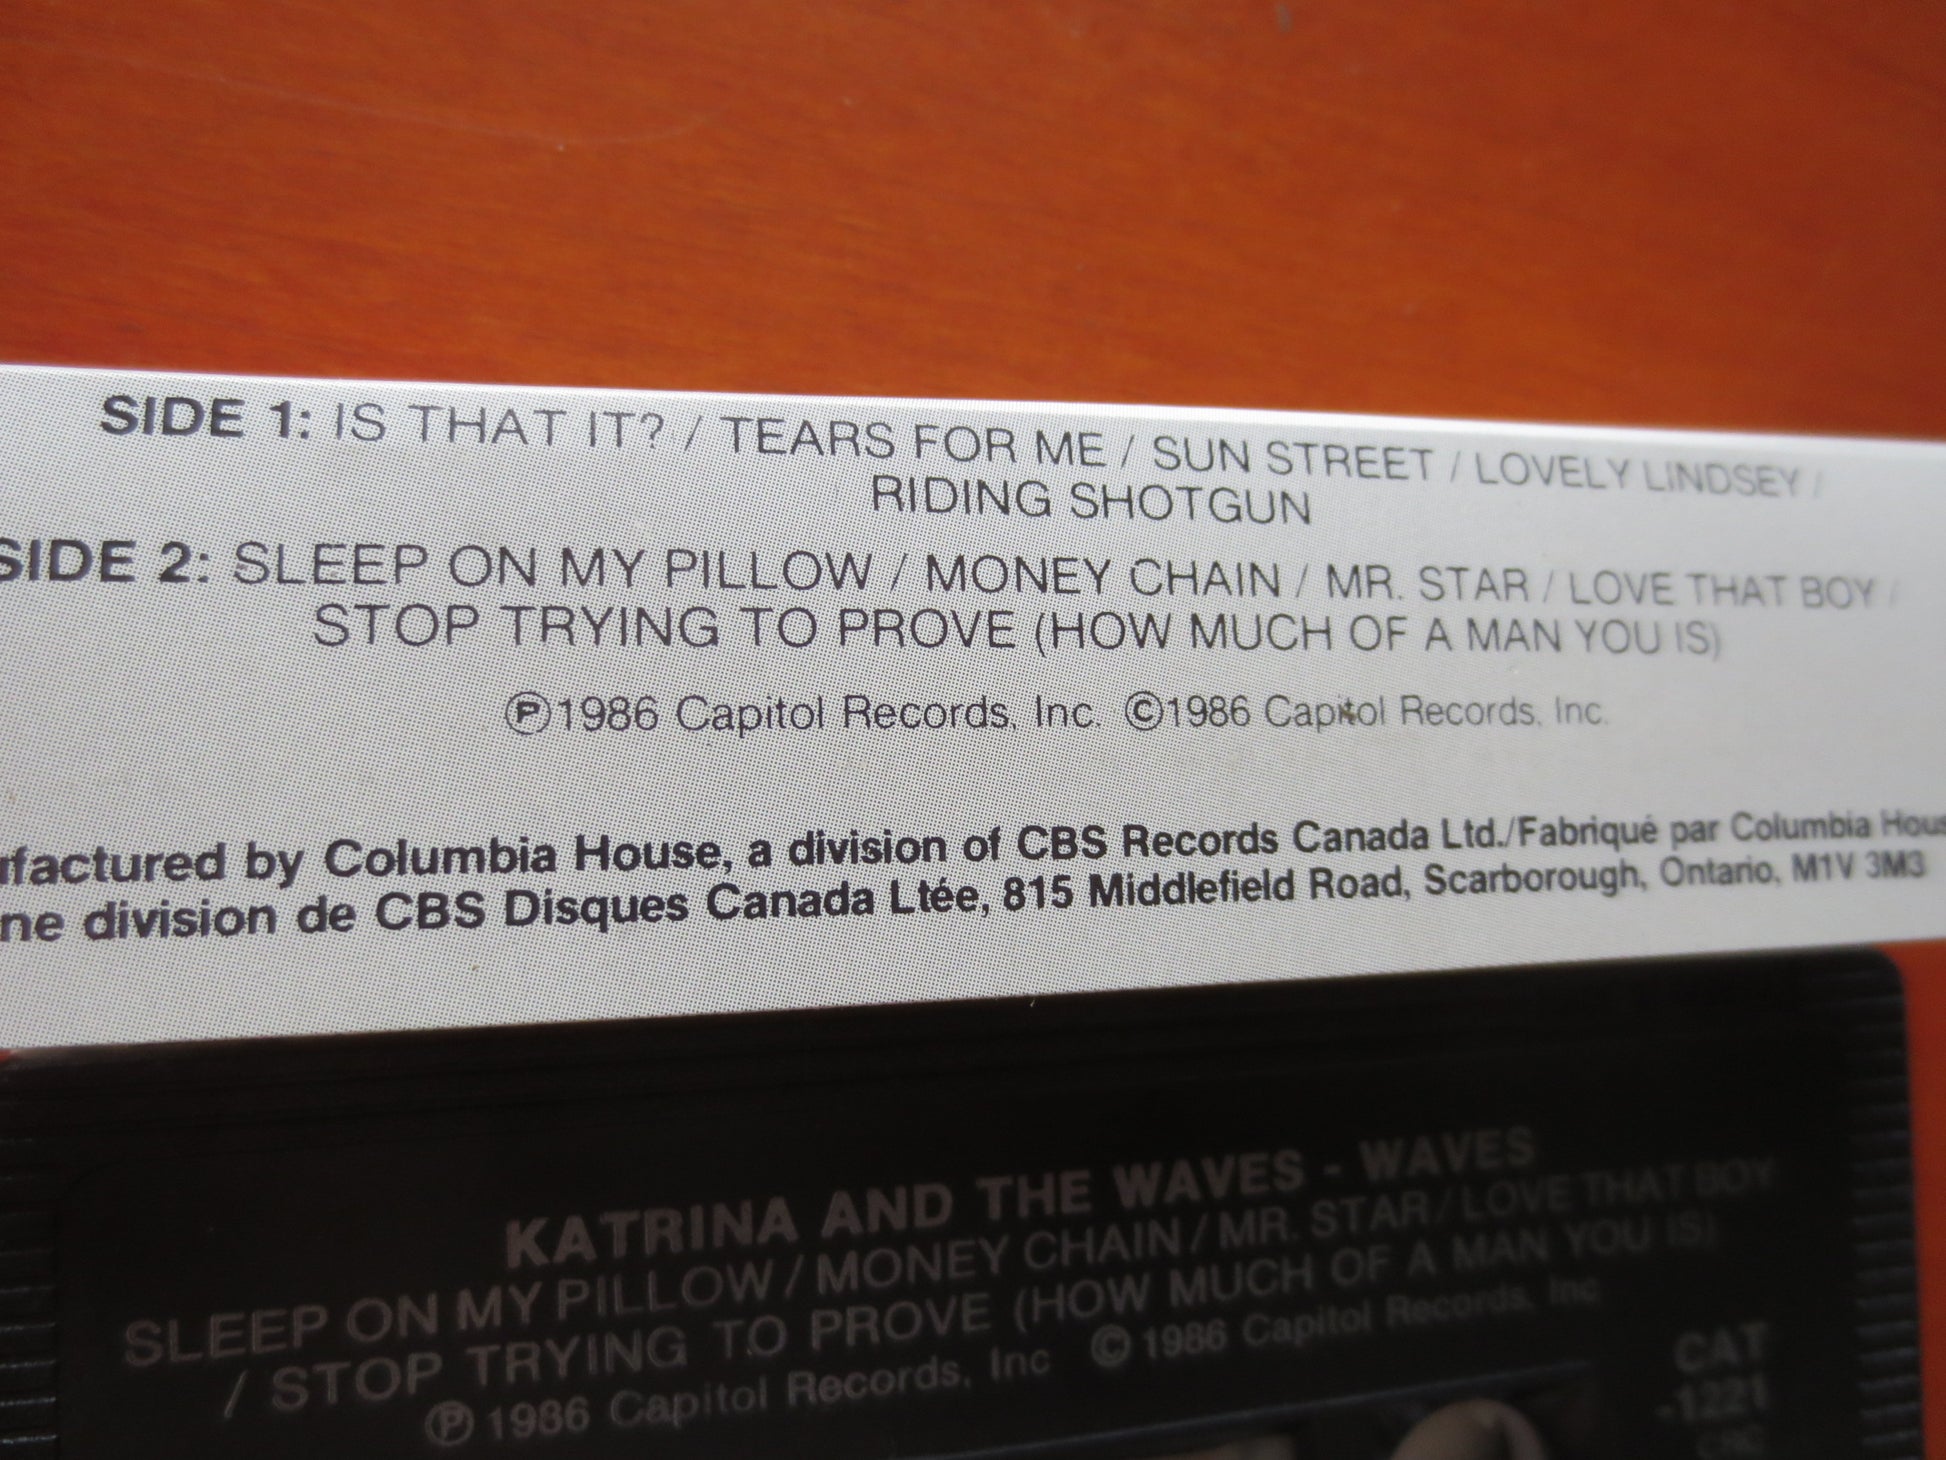 SIDE 1: IS THAT IT? / TEARS FOR ME / SUN STREET / LOVELY LINDSEY /
RIDING SHOTGUN
SIDE 2: SLEEP ON MY PILLOW / MONEY CHAIN / MR. STAR / LOVE THAT BOY /
STOP TRYING TO PROVE (HOW MUCH OF A MAN YOU IS)
Ⓟ1986 Capitol Records, Inc. ©1986 Capitol Records, Inc.
ufactured by Columbia House, a division of CBS Records Canada Ltd./Fabriqué par Columbia Hous
ne division de CBS Disques Canada Ltée, 815 Middlefield Road, Scarborough, Ontario, M1V 3M3
KATRINA AND THE WAVES - WAVES
SLEEP ON MY PILLOW / MONEY CHAIN / MR. STAR / LOVE THAT BOY
/ STOP TRYING TO PROVE (HOW MUCH OF A MAN YOU IS)
Ⓟ 1986 Capitol Records, Inc © 1986 Capitol Records, Inc
CAT
-1221